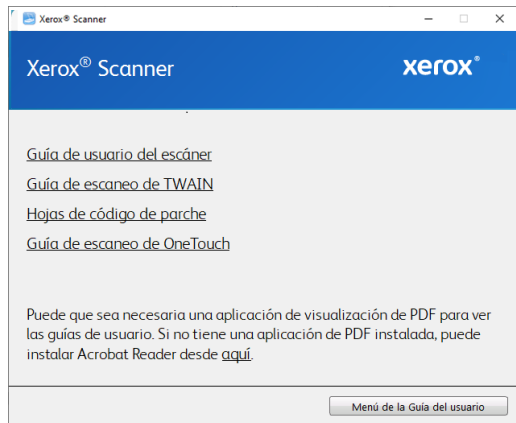 Xerox® Scanner
Xerox® Scanner
xerox®
Guía de usuario del escáner
Guía de escaneo de TWAIN
Hojas de código de parche
Guía de escaneo de OneTouch
Puede que sea necesaria una aplicación de visualización de PDF para ver
las guías de usuario. Si no tiene una aplicación de PDF instalada, puede
instalar Acrobat Reader desde aquí.
Menú de la Guía del usuario